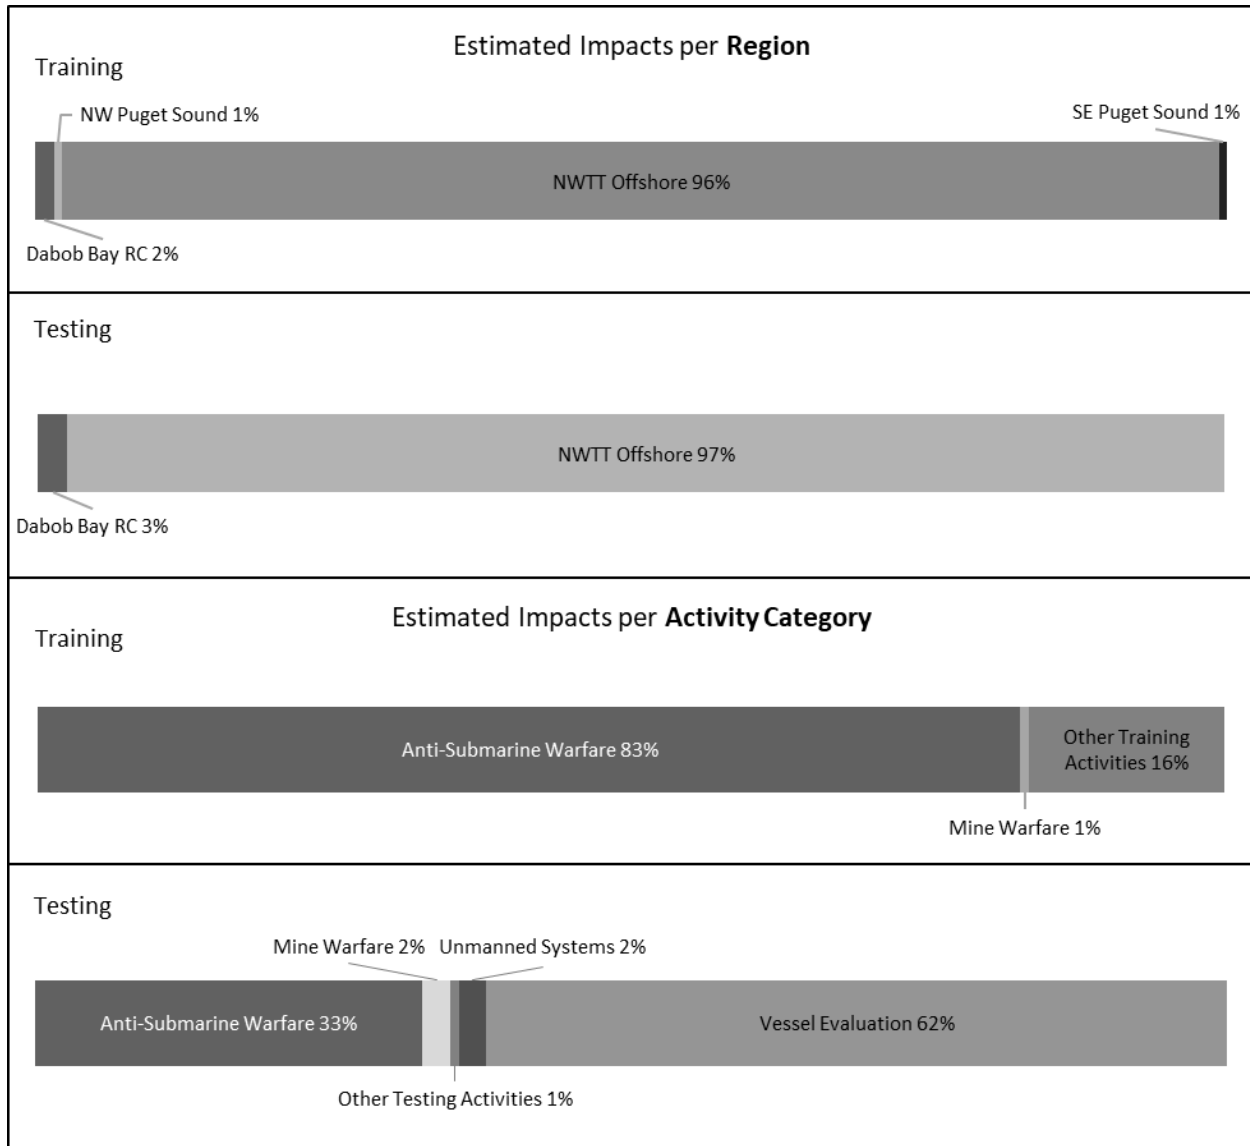 Estimated Impacts per Region
Training
NW Puget Sound 1%
SE Puget Sound 1%
NWTT Offshore 96%
Dabob Bay RC 2%
Testing
NWTT Offshore 97%
Dabob Bay RC 3%
Estimated Impacts per Activity Category
Training
Anti-Submarine Warfare 83%
Other Training
Activities 16%
Mine Warfare 1%
Testing
Mine Warfare 2%
Unmanned Systems 2%
Anti-Submarine Warfare 33%
Vessel Evaluation 62%
Other Testing Activities 1%